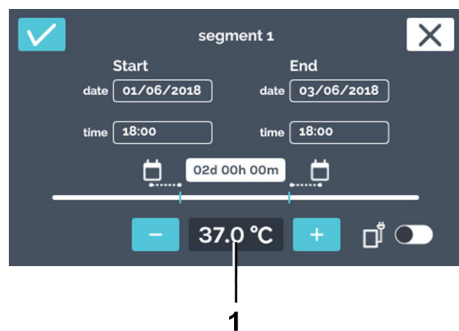 segment 1
Start End
date 01/06/2018 date 03/06/2018
time 18:00 time 18:00
02d 00h 00m
− 37.0 °C +
1